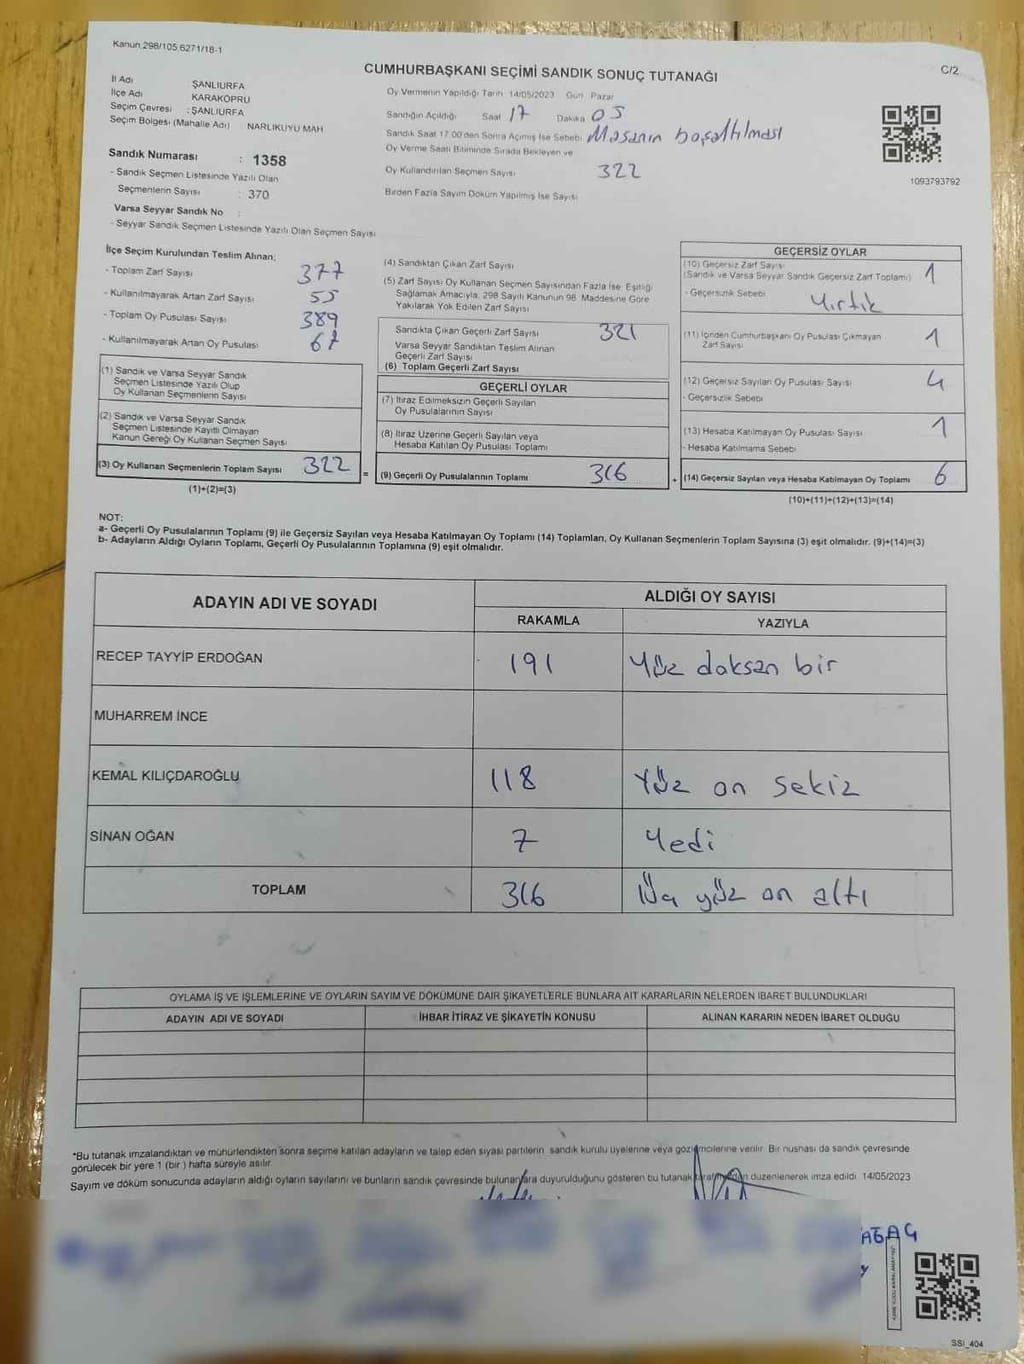 Kanun.298/105,6271/18-1
C/2
CUMHURBAŞKANI SEÇİMİ SANDIK SONUÇ TUTANAĞI
İl Adı ŞANLIURFA
İlçe Adı KARAKÖPRÜ
Seçim Çevresi : ŞANLIURFA
Seçim Bölgesi (Mahalle Adı) NARLIKUYU MAH
Sandık Numarası : 1358
- Sandık Seçmen Listesinde Yazılı Olan
Seçmenlerin Sayısı : 370
Varsa Seyyar Sandık No :
- Seyyar Sandık Seçmen Listesinde Yazılı Olan Seçmen Sayısı
Oy Vermenin Yapıldığı Tarih 14/05/2023 Gün Pazar
Sandığın Açıldığı Saat 17 Dakika 05
Sandık Saat 17.00'den Sonra Açılmış İse Sebebi Masanın boşaltılması
Oy Verme Saati Bitiminde Sırada Bekleyen ve
Oy Kullandırılan Seçmen Sayısı 322
Birden Fazla Sayım Döküm Yapılmış İse Sayısı
1093793792
İlçe Seçim Kurulundan Teslim Alınan;
- Toplam Zarf Sayısı 377
- Kullanılmayarak Artan Zarf Sayısı 55
- Toplam Oy Pusulası Sayısı 389
- Kullanılmayarak Artan Oy Pusulası 67
(1) Sandık ve Varsa Seyyar Sandık
Seçmen Listesinde Yazılı Olup
Oy Kullanan Seçmenlerin Sayısı
(2) Sandık ve Varsa Seyyar Sandık
Seçmen Listesinde Kayıtlı Olmayan
Kanun Gereği Oy Kullanan Seçmen Sayısı
(3) Oy Kullanan Seçmenlerin Toplam Sayısı 322
(1)+(2)=(3)
(4) Sandıktan Çıkan Zarf Sayısı
(5) Zarf Sayısı Oy Kullanan Seçmen Sayısından Fazla İse, Eşitliği
Sağlamak Amacıyla, 298 Sayılı Kanunun 98. Maddesine Göre
Yakılarak Yok Edilen Zarf Sayısı
Sandıkta Çıkan Geçerli Zarf Sayısı 321
Varsa Seyyar Sandıktan Teslim Alınan
Geçerli Zarf Sayısı
(6) Toplam Geçerli Zarf Sayısı
GEÇERLİ OYLAR
(7) İtiraz Edilmeksizin Geçerli Sayılan
Oy Pusulalarının Sayısı
(8) İtiraz Üzerine Geçerli Sayılan veya
Hesaba Katılan Oy Pusulası Toplamı
= (9) Geçerli Oy Pusulalarının Toplamı 316
GEÇERSİZ OYLAR
(10) Geçersiz Zarf Sayısı
(Sandık ve Varsa Seyyar Sandık Geçersiz Zarf Toplamı) 1
- Geçersizlik Sebebi Yırtık
(11) İçinden Cumhurbaşkanı Oy Pusulası Çıkmayan
Zarf Sayısı 1
(12) Geçersiz Sayılan Oy Pusulası Sayısı 4
- Geçersizlik Sebebi
(13) Hesaba Katılmayan Oy Pusulası Sayısı 1
- Hesaba Katılmama Sebebi
+ (14) Geçersiz Sayılan veya Hesaba Katılmayan Oy Toplamı 6
(10)+(11)+(12)+(13)=(14)
NOT:
a- Geçerli Oy Pusulalarının Toplamı (9) ile Geçersiz Sayılan veya Hesaba Katılmayan Oy Toplamı (14) Toplamları, Oy Kullanan Seçmenlerin Toplam Sayısına (3) eşit olmalıdır. (9)+(14)=(3)
b- Adayların Aldığı Oyların Toplamı, Geçerli Oy Pusulalarının Toplamına (9) eşit olmalıdır.
ADAYIN ADI VE SOYADI
ALDIĞI OY SAYISI
RAKAMLA YAZIYLA
RECEP TAYYİP ERDOĞAN 191 Yüz doksan bir
MUHARREM İNCE
KEMAL KILIÇDAROĞLU 118 Yüz on sekiz
SİNAN OĞAN 7 Yedi
TOPLAM 316 Üç yüz on altı
OYLAMA İŞ VE İŞLEMLERİNE VE OYLARIN SAYIM VE DÖKÜMÜNE DAİR ŞİKAYETLERLE BUNLARA AİT KARARLARIN NELERDEN İBARET BULUNDUKLARI
ADAYIN ADI VE SOYADI İHBAR İTİRAZ VE ŞİKAYETİN KONUSU ALINAN KARARIN NEDEN İBARET OLDUĞU
*Bu tutanak imzalandıktan ve mühürlendikten sonra seçime katılan adayların ve talep eden siyasi partilerin sandık kurulu üyelerine veya gözlemcilerine verilir. Bir nüshası da sandık çevresinde
görülecek bir yere 1 (bir ) hafta süreyle asılır.
Sayım ve döküm sonucunda adayların aldığı oyların sayılarını ve bunların sandık çevresinde bulunanlara duyurulduğunu gösteren bu tutanak tarafımızdan düzenlenerek imza edildi 14/05/2023
AĞAÇ
SSI_404